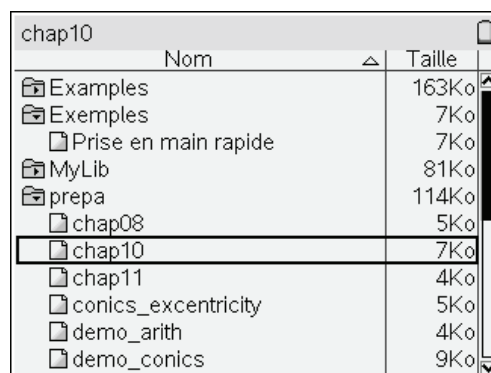 chap10
Nom Taille
Examples 163Ko
Exemples 7Ko
Prise en main rapide 7Ko
MyLib 81Ko
prepa 114Ko
chap08 5Ko
chap10 7Ko
chap11 4Ko
conics_excentricity 5Ko
demo_arith 4Ko
demo_conics 9Ko